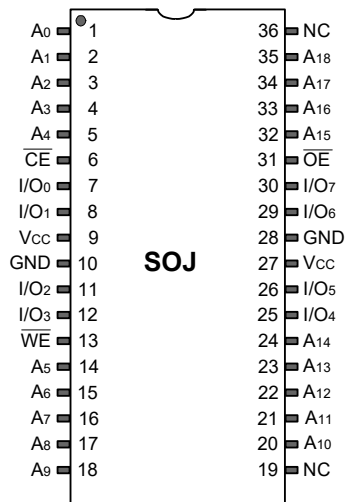 A0 1 36 NC
A1 2 35 A18
A2 3 34 A17
A3 4 33 A16
A4 5 32 A15
C̅E̅ 6 31 O̅E̅
I/O0 7 30 I/O7
I/O1 8 29 I/O6
VCC 9 28 GND
GND 10 SOJ 27 VCC
I/O2 11 26 I/O5
I/O3 12 25 I/O4
W̅E̅ 13 24 A14
A5 14 23 A13
A6 15 22 A12
A7 16 21 A11
A8 17 20 A10
A9 18 19 NC